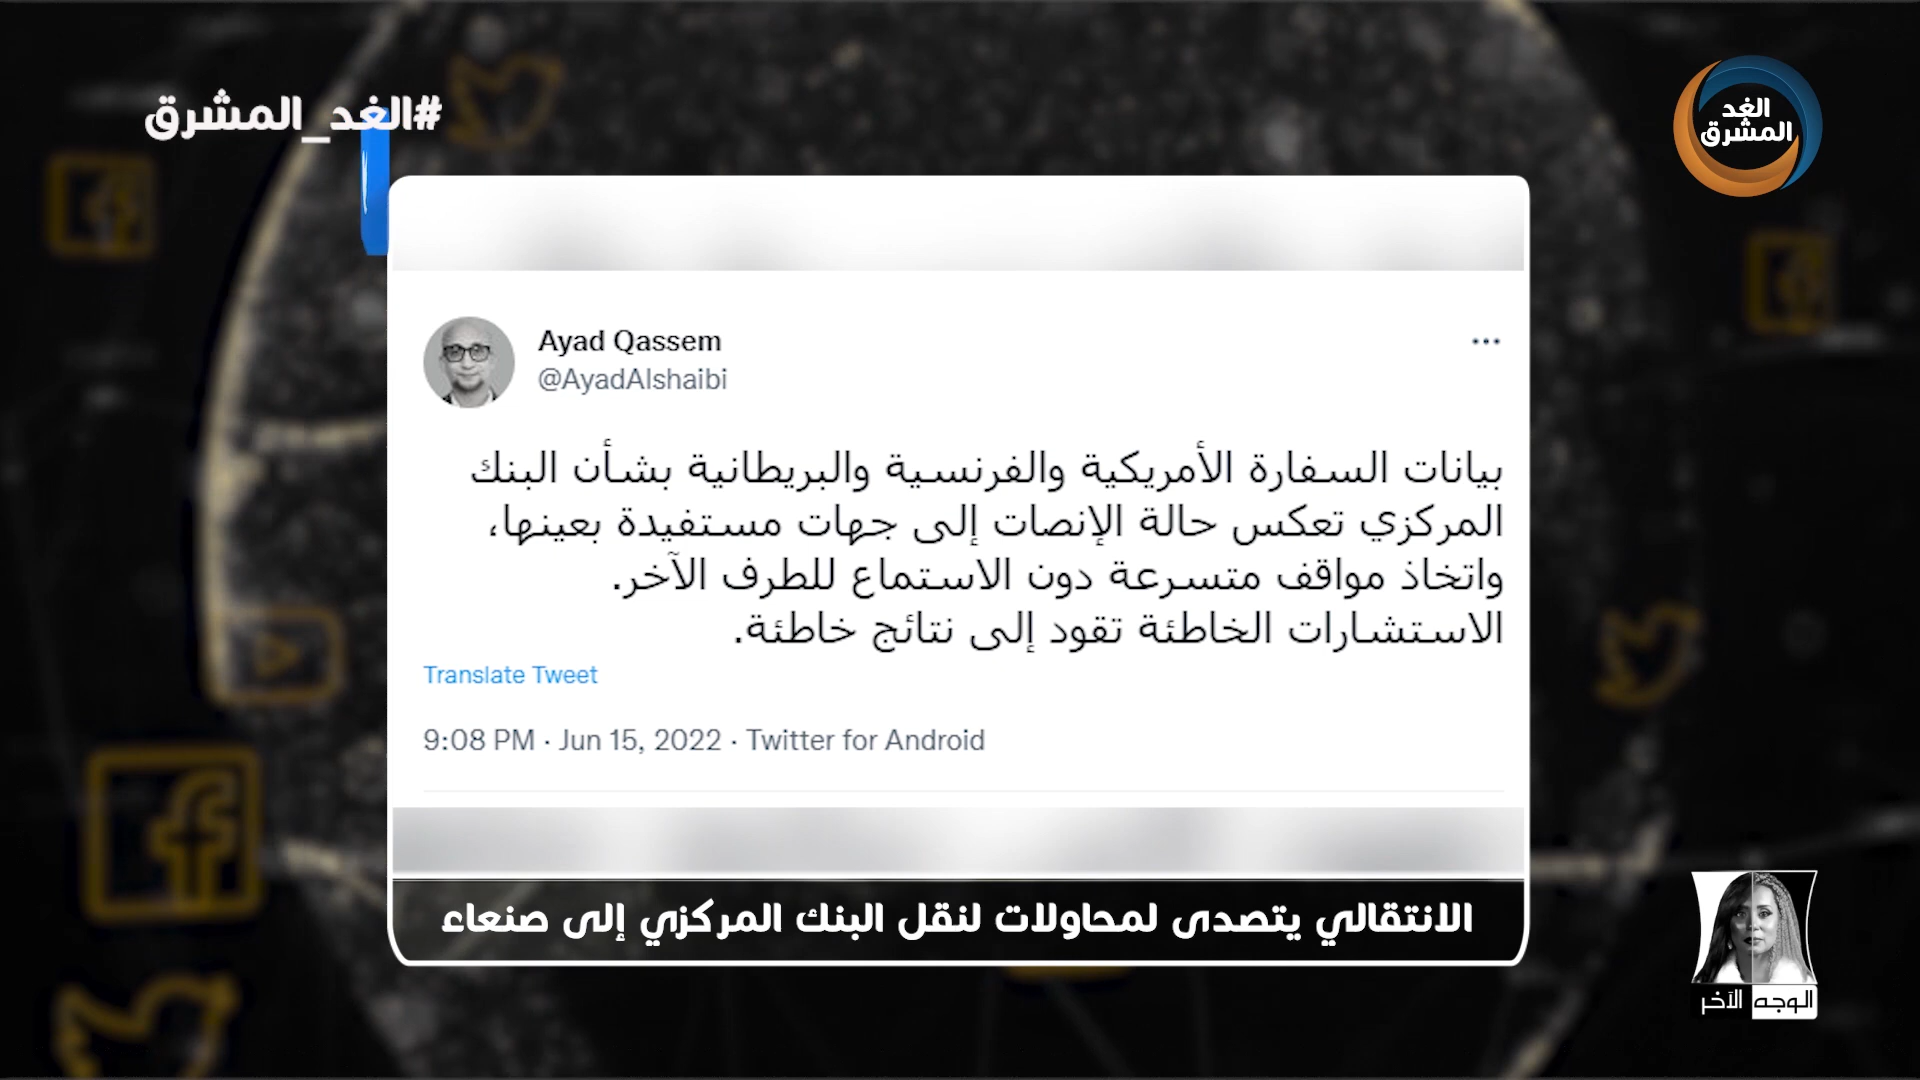 #الغد_المشرق
الغد
المشرق
Ayad Qassem
@AyadAlshaibi
بيانات السفارة الأمريكية والفرنسية والبريطانية بشأن البنك
المركزي تعكس حالة الإنصات إلى جهات مستفيدة بعينها،
واتخاذ مواقف متسرعة دون الاستماع للطرف الآخر.
الاستشارات الخاطئة تقود إلى نتائج خاطئة.
Translate Tweet
9:08 PM · Jun 15, 2022 · Twitter for Android
الانتقالي يتصدى لمحاولات لنقل البنك المركزي إلى صنعاء
الوجه الآخر